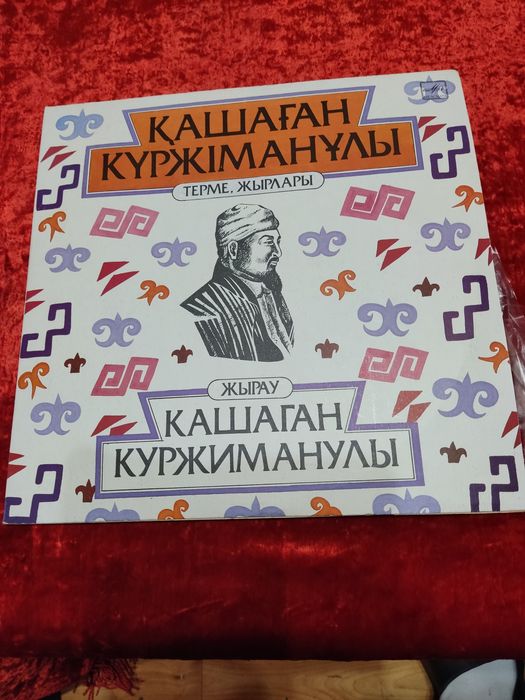 ҚАШАҒАН
КҮРЖІМАНҰЛЫ
ТЕРМЕ, ЖЫРЛАРЫ
ЖЫРАУ
КАШАГАН
КУРЖИМАНУЛЫ